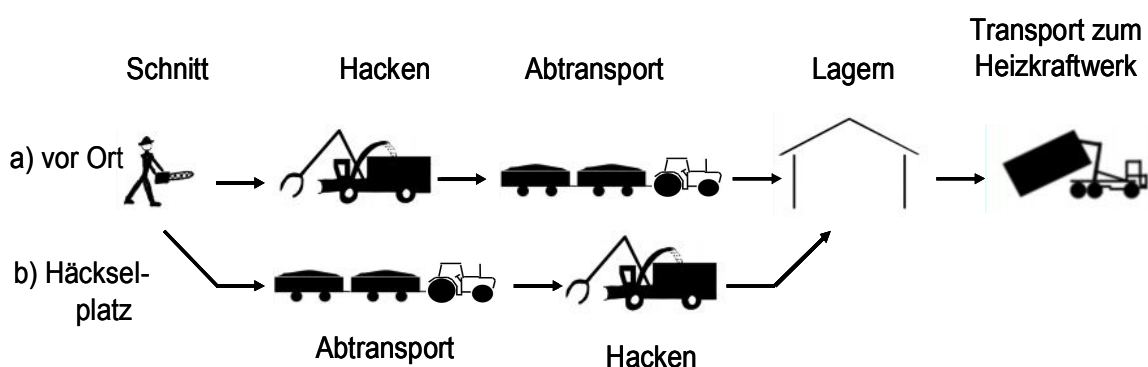 Transport zum
Heizkraftwerk
Schnitt
Hacken
Abtransport
Lagern
a) vor Ort
b) Häcksel-
platz
Abtransport
Hacken